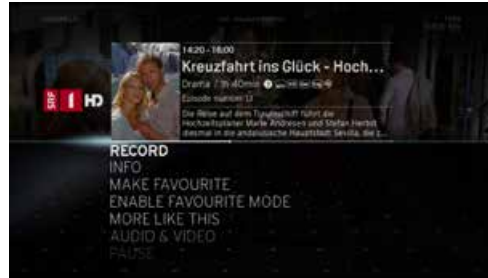 14:20 - 16:00
Kreuzfahrt ins Glück - Hoch...
Drama / 1h 40min
Episode number 13
Die Reise auf dem Traumschiff führt die
Hochzeitsplaner Marie Andresen und Stefan Herbst
diesmal in die andalusische Hauptstadt Sevilla, die z...
SRF 1 HD
RECORD
INFO
MAKE FAVOURITE
ENABLE FAVOURITE MODE
MORE LIKE THIS
AUDIO & VIDEO
PAUSE